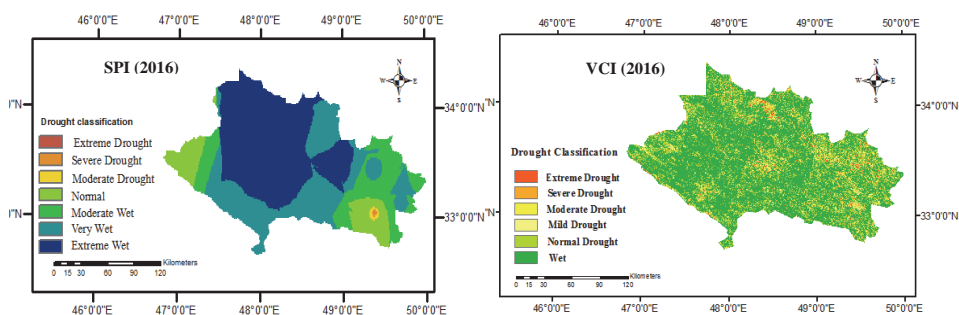 46°0'0"E 47°0'0"E 48°0'0"E 49°0'0"E 50°0'0"E
SPI (2016)
N
W E
S
34°0'0"N
Drought classification
Extreme Drought
Severe Drought
Moderate Drought
Normal
Moderate Wet
Very Wet
Extreme Wet
33°0'0"N
Kilometers
0 15 30 60 90 120
46°0'0"E 47°0'0"E 48°0'0"E 49°0'0"E 50°0'0"E
46°0'0"E 47°0'0"E 48°0'0"E 49°0'0"E 50°0'0"E
VCI (2016)
N
W E
S
34°0'0"N
Drought Classification
Extreme Drought
Severe Drought
Moderate Drought
Mild Drought
Normal Drought
Wet
33°0'0"N
Kilometers
0 15 30 60 90 120
46°0'0"E 47°0'0"E 48°0'0"E 49°0'0"E 50°0'0"E